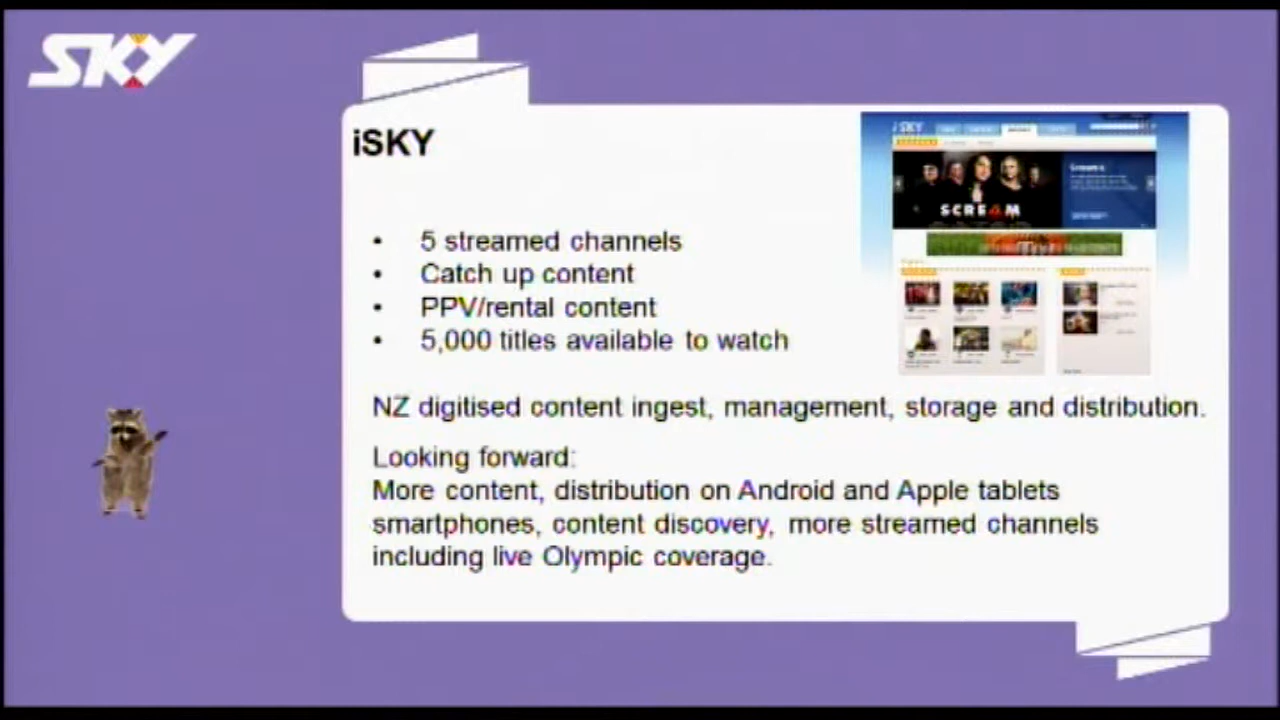 SKY
iSKY
iSKY
SCRE4M
• 5 streamed channels
• Catch up content
• PPV/rental content
• 5,000 titles available to watch
NZ digitised content ingest, management, storage and distribution.
Looking forward:
More content, distribution on Android and Apple tablets
smartphones, content discovery, more streamed channels
including live Olympic coverage.